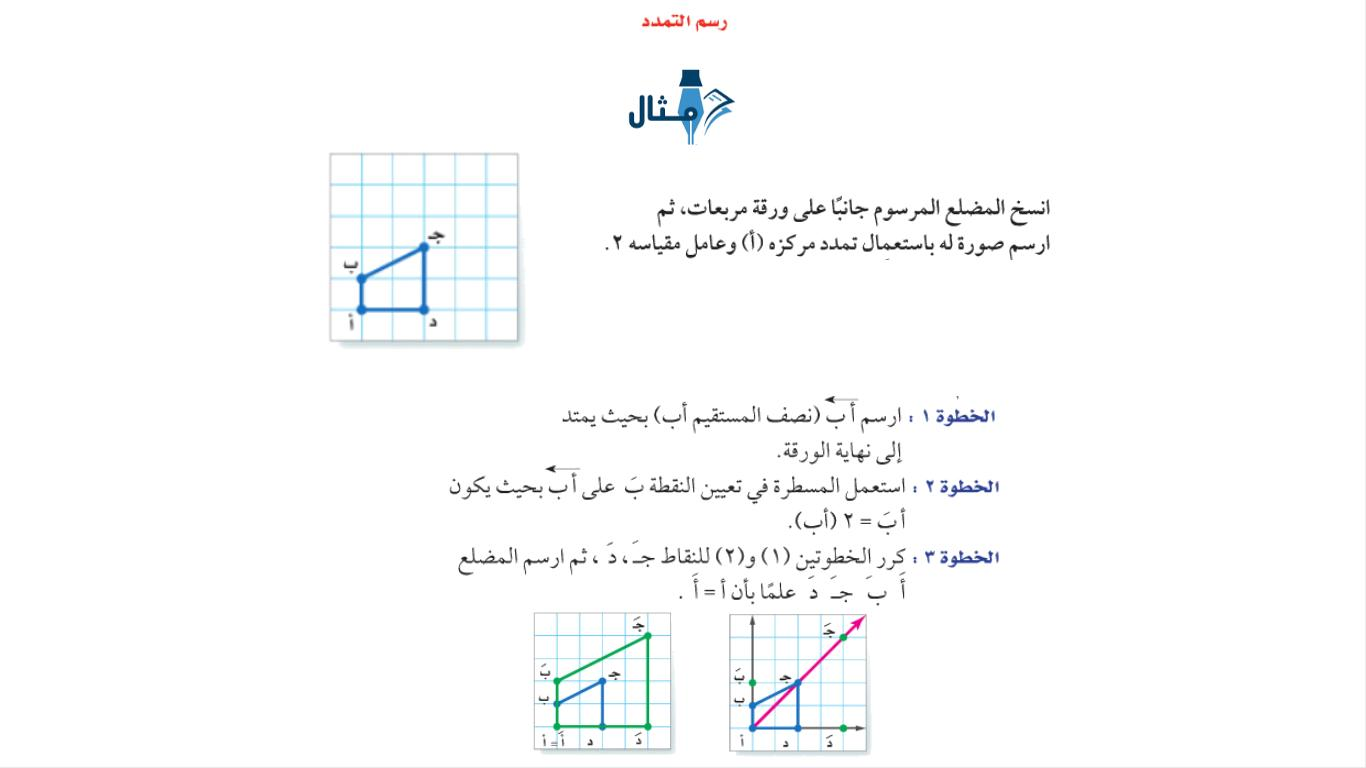 رسم التمدد
مثال
انسخ المضلع المرسوم جانبًا على ورقة مربعات، ثم
ارسم صورة له باستعمال تمدد مركزه (أ) وعامل مقياسه ٢.
جـ
ب
أ
د
الخطوة ١ : ارسم أ ب (نصف المستقيم أب) بحيث يمتد
إلى نهاية الورقة.
الخطوة ٢ : استعمل المسطرة في تعيين النقطة بَ على أ ب بحيث يكون
أ بَ = ٢ (أب).
الخطوة ٣ : كرر الخطوتين (١) و(٢) للنقاط جـَ، دَ ، ثم ارسم المضلع
أَ بَ جـَ دَ علمًا بأن أ = أَ .
جـَ
بَ
جـ
ب
أ
د
دَ
جـَ
بَ
جـ
ب
أ = أَ
د
دَ